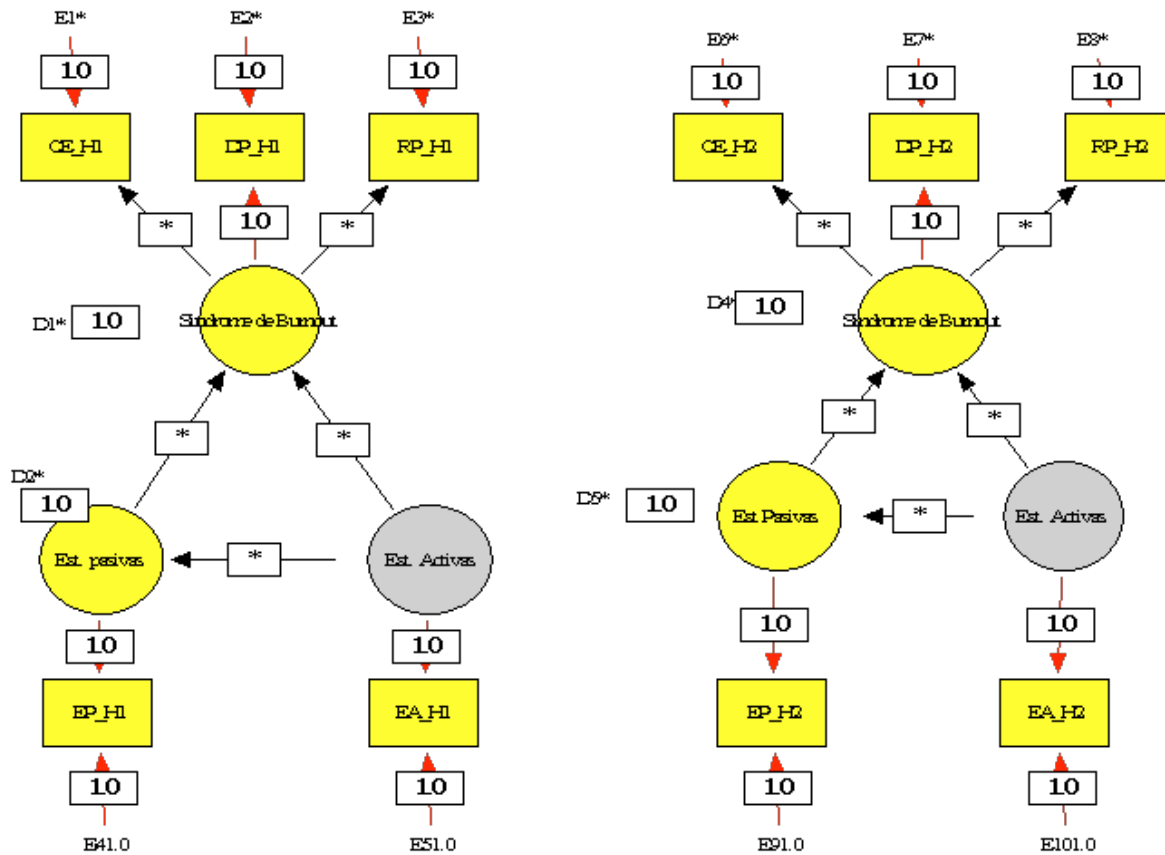 E1*
E2*
E3*
1.0
1.0
1.0
CE_H1
DP_H1
RP_H1
*
1.0
*
Síndrome de Burnout
D1*
1.0
*
*
D2*
1.0
Est. pasivas
*
Est. Activas
1.0
1.0
EP_H1
EA_H1
1.0
1.0
E41.0
E51.0
E6*
E7*
E8*
1.0
1.0
1.0
CE_H2
DP_H2
RP_H2
*
1.0
*
D4*
1.0
Síndrome de Burnout
*
*
D5*
1.0
Est Pasivas
*
Est. Activas
1.0
1.0
EP_H2
EA_H2
1.0
1.0
E91.0
E101.0